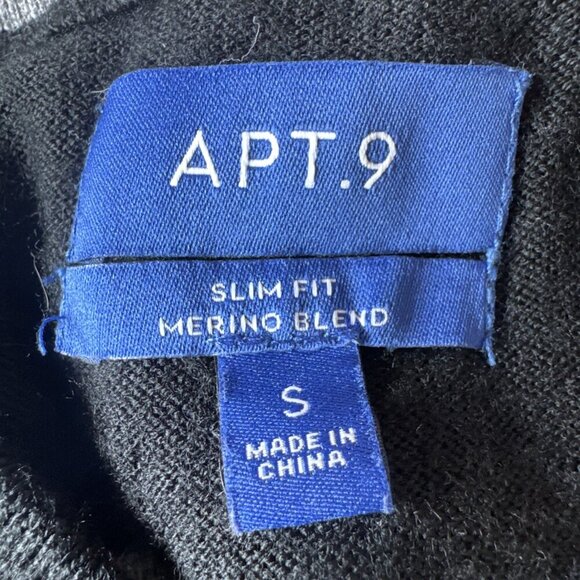 APT.9
SLIM FIT
MERINO BLEND
S
MADE IN
CHINA